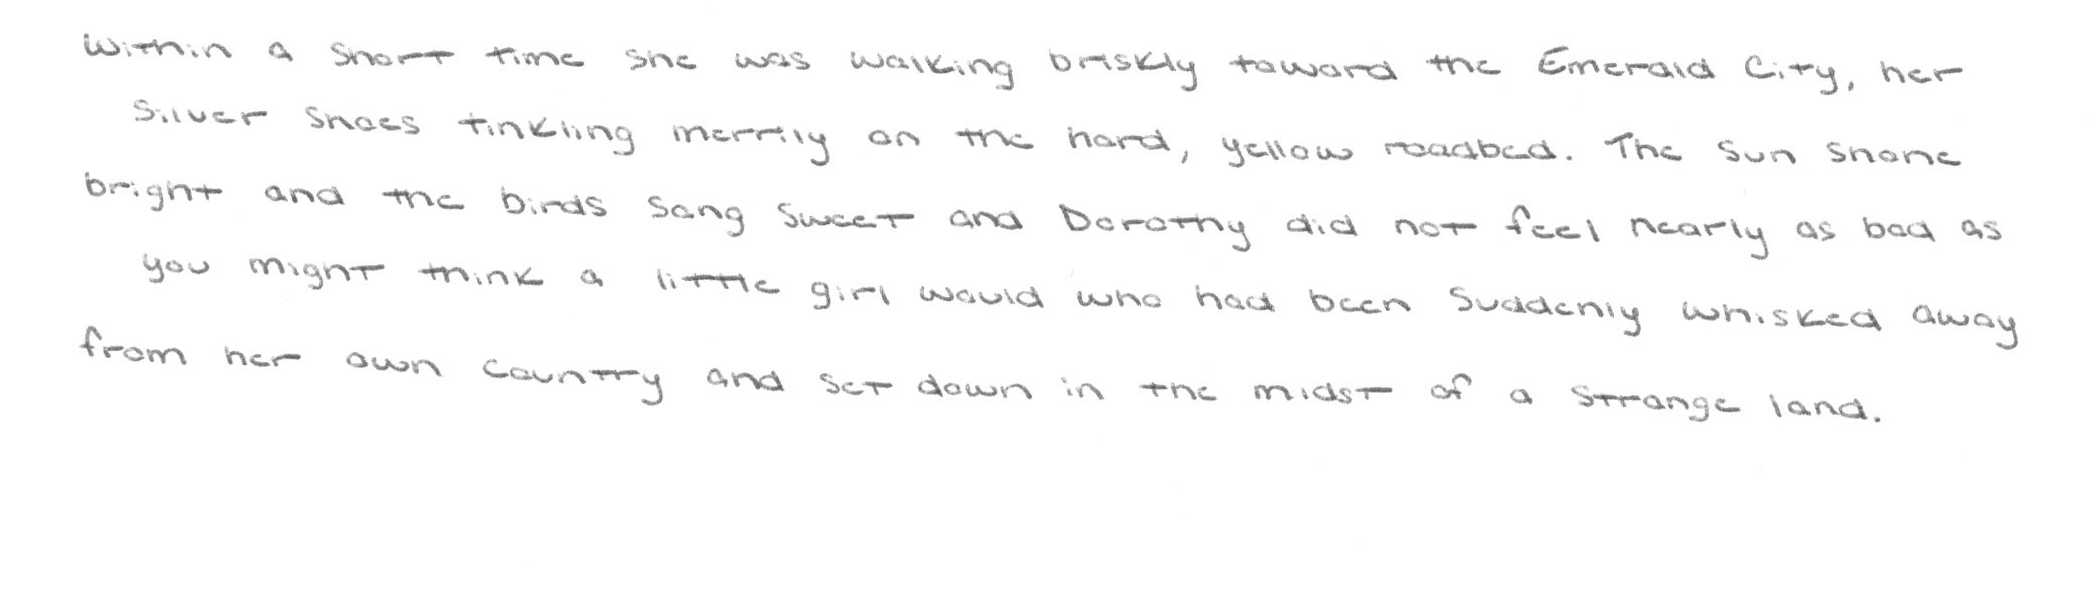 Within a short time she was walking briskly toward the Emerald City, her
Silver Shoes tinkling merrily on the hard, yellow roadbed. The sun shone
bright and the birds sang sweet and Dorothy did not feel nearly as bad as
you might think a little girl would who had been suddenly whisked away
from her own country and set down in the midst of a strange land.